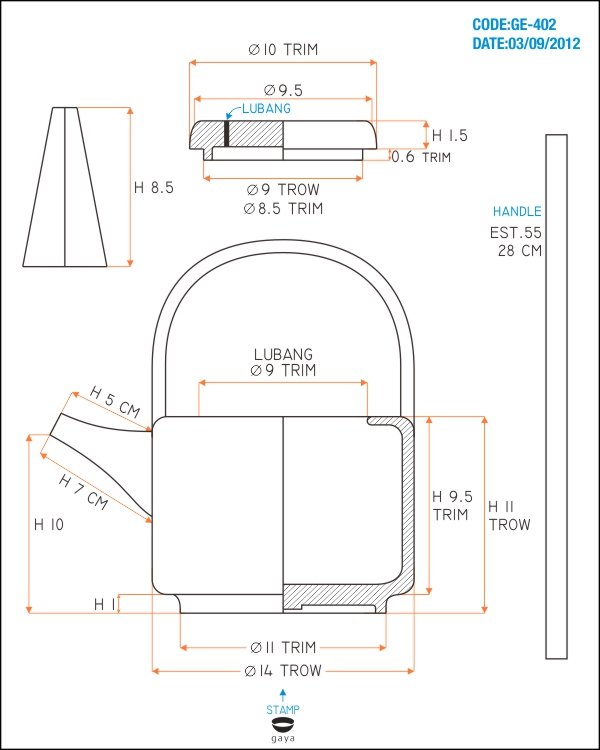 CODE:GE-402
DATE:03/09/2012
Ø10 TRIM
Ø9.5
LUBANG
H 1.5
0.6 TRIM
H 8.5
Ø9 TROW
Ø8.5 TRIM
HANDLE
EST.55
28 CM
LUBANG
Ø9 TRIM
H 5 CM
H 7 CM
H 10
H 9.5
TRIM
H 11
TROW
H 1
Ø11 TRIM
Ø14 TROW
STAMP
gaya